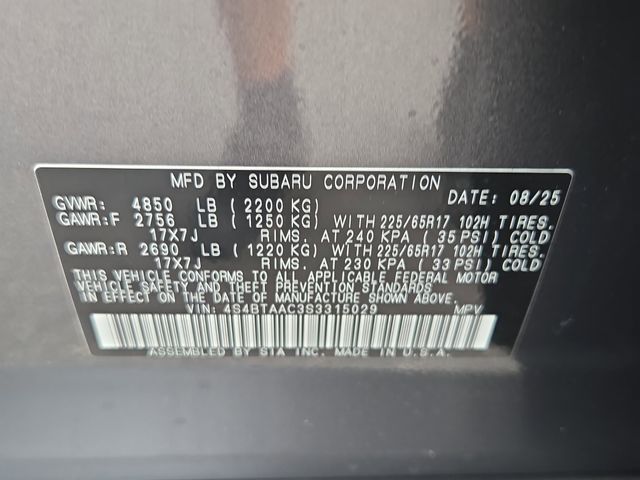 MFD BY SUBARU CORPORATION DATE: 08/25
GVWR: 4850 LB (2200 KG)
GAWR:F 2756 LB (1250 KG) WITH 225/65R17 102H TIRES.
17X7J RIMS. AT 240 KPA ( 35 PSI) COLD
GAWR:R 2690 LB (1220 KG) WITH 225/65R17 102H TIRES.
17X7J RIMS. AT 230 KPA ( 33 PSI) COLD
THIS VEHICLE CONFORMS TO ALL APPLICABLE FEDERAL MOTOR
VEHICLE SAFETY AND THEFT PREVENTION STANDARDS IN EFFECT ON THE
DATE OF MANUFACTURE SHOWN ABOVE.
VIN: 4S4BTAAC3S3315029 MPV
ASSEMBLED BY SIA INC. MADE IN U.S.A.